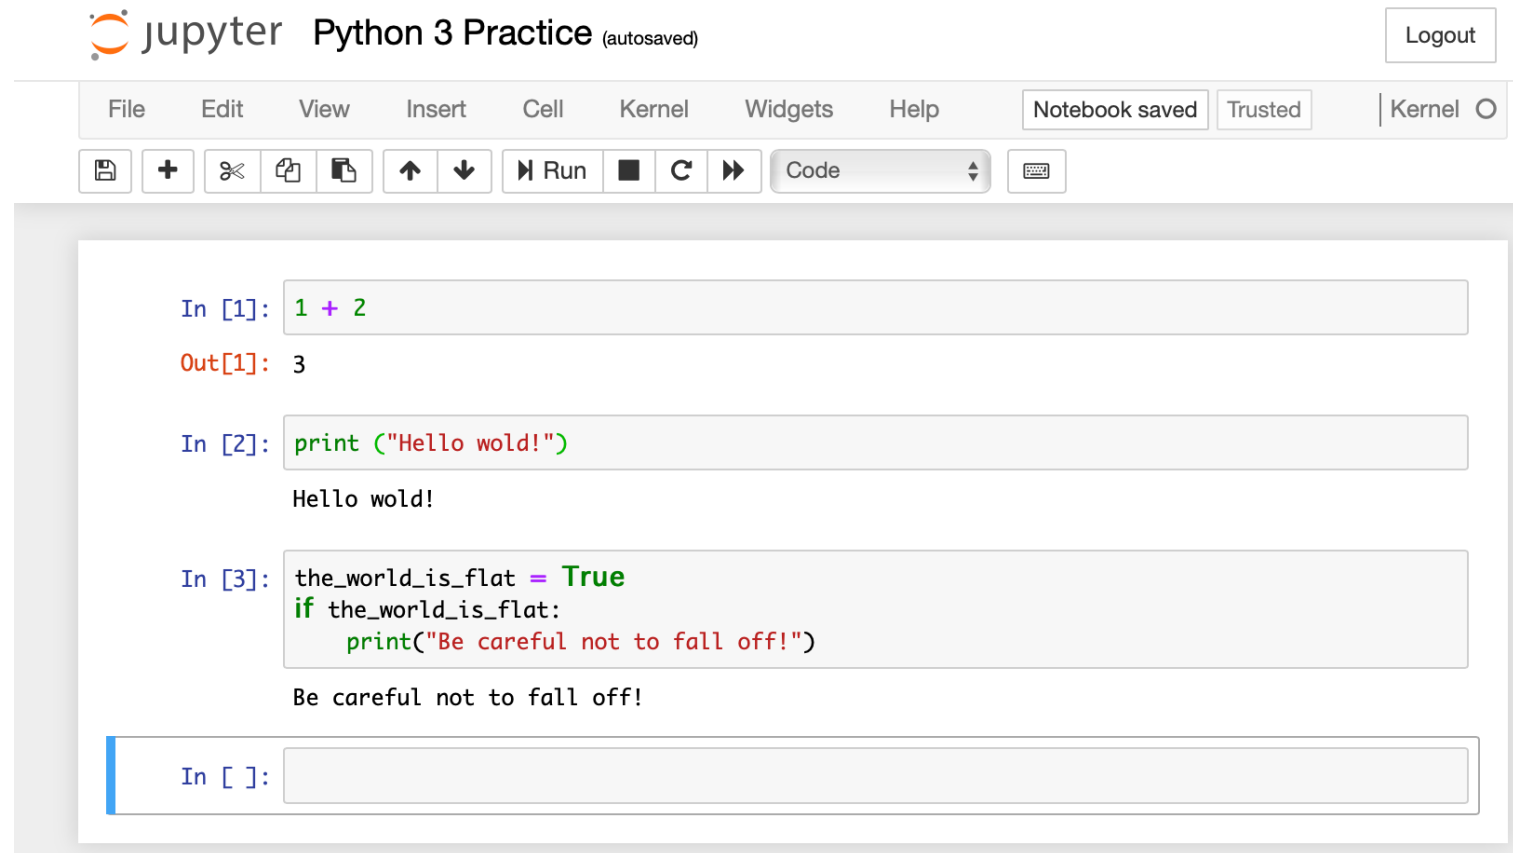 jupyter Python 3 Practice (autosaved) Logout
File Edit View Insert Cell Kernel Widgets Help Notebook saved Trusted Kernel
Run Code
In [1]: 1 + 2
Out[1]: 3
In [2]: print ("Hello wold!")
Hello wold!
In [3]: the_world_is_flat = True
if the_world_is_flat:
    print("Be careful not to fall off!")
Be careful not to fall off!
In [ ]: